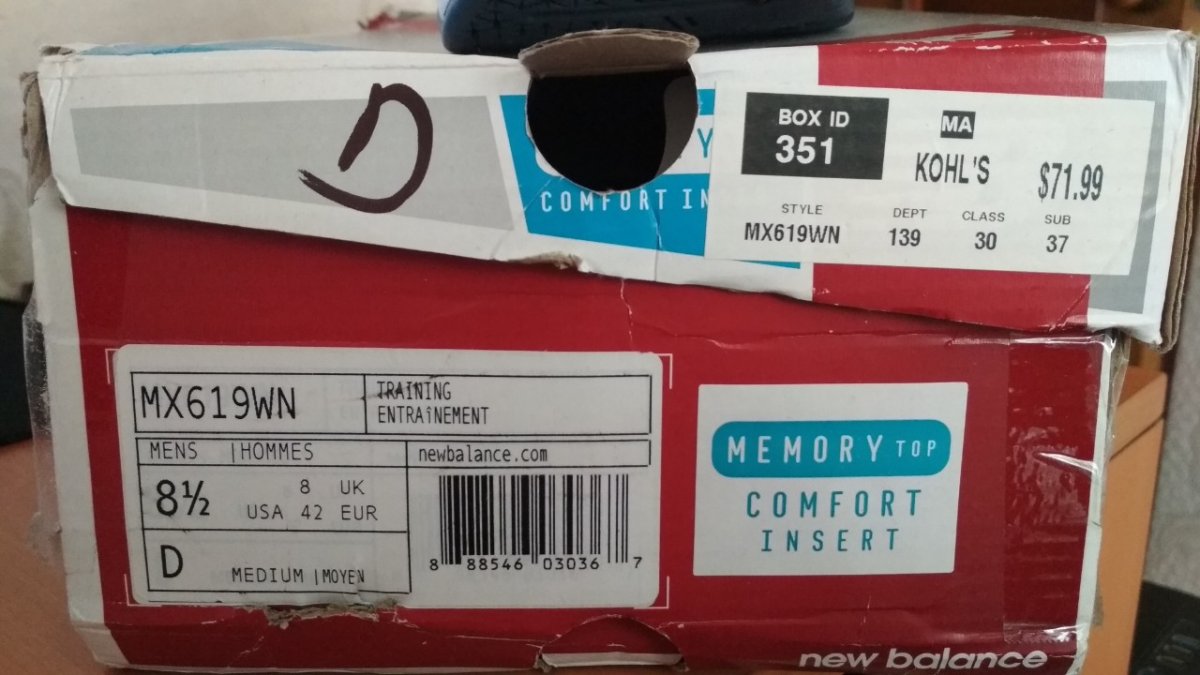 D
BOX ID
351
MA
KOHL'S
$71.99
STYLE
DEPT
CLASS
SUB
MX619WN
139
30
37
COMFORT IN
MX619WN
TRAINING
ENTRAÎNEMENT
MENS | HOMMES
newbalance.com
8½
8 UK
USA 42 EUR
D
MEDIUM | MOYEN
8 88546 03036 7
MEMORY TOP
COMFORT
INSERT
new balance